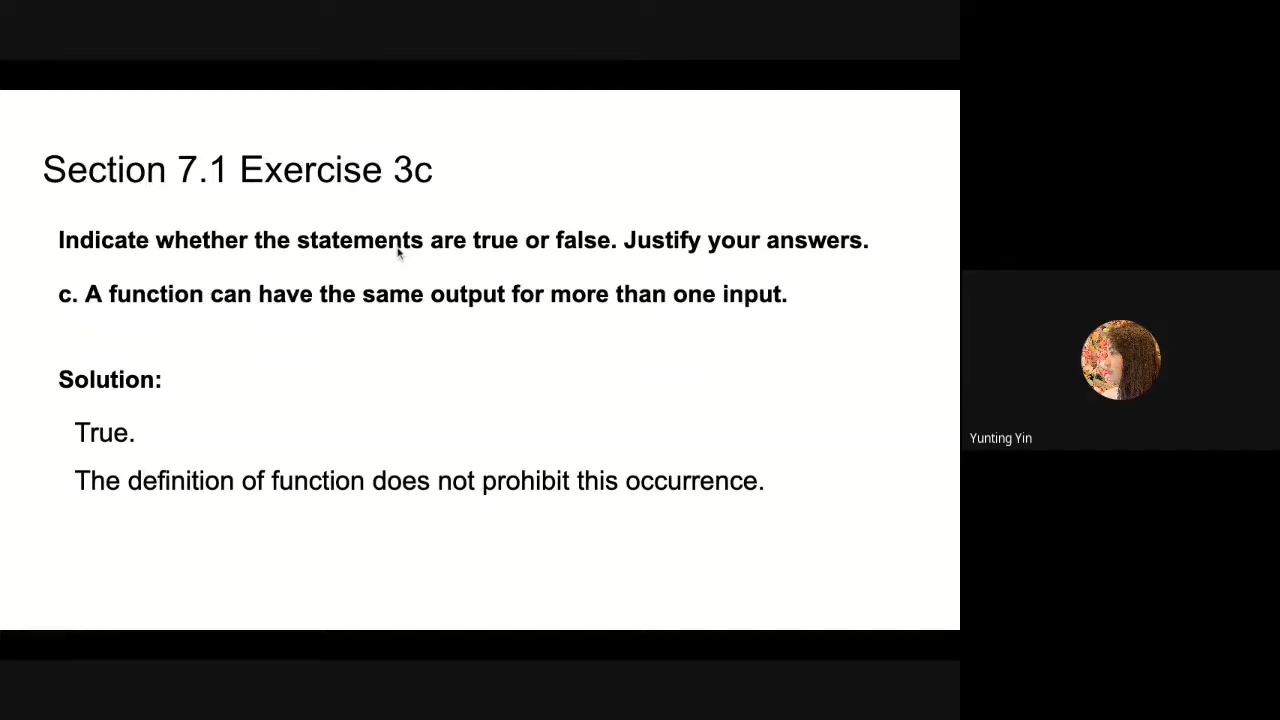 Section 7.1 Exercise 3c
Indicate whether the statements are true or false. Justify your answers.
c. A function can have the same output for more than one input.
Solution:
True.
The definition of function does not prohibit this occurrence.
Yunting Yin